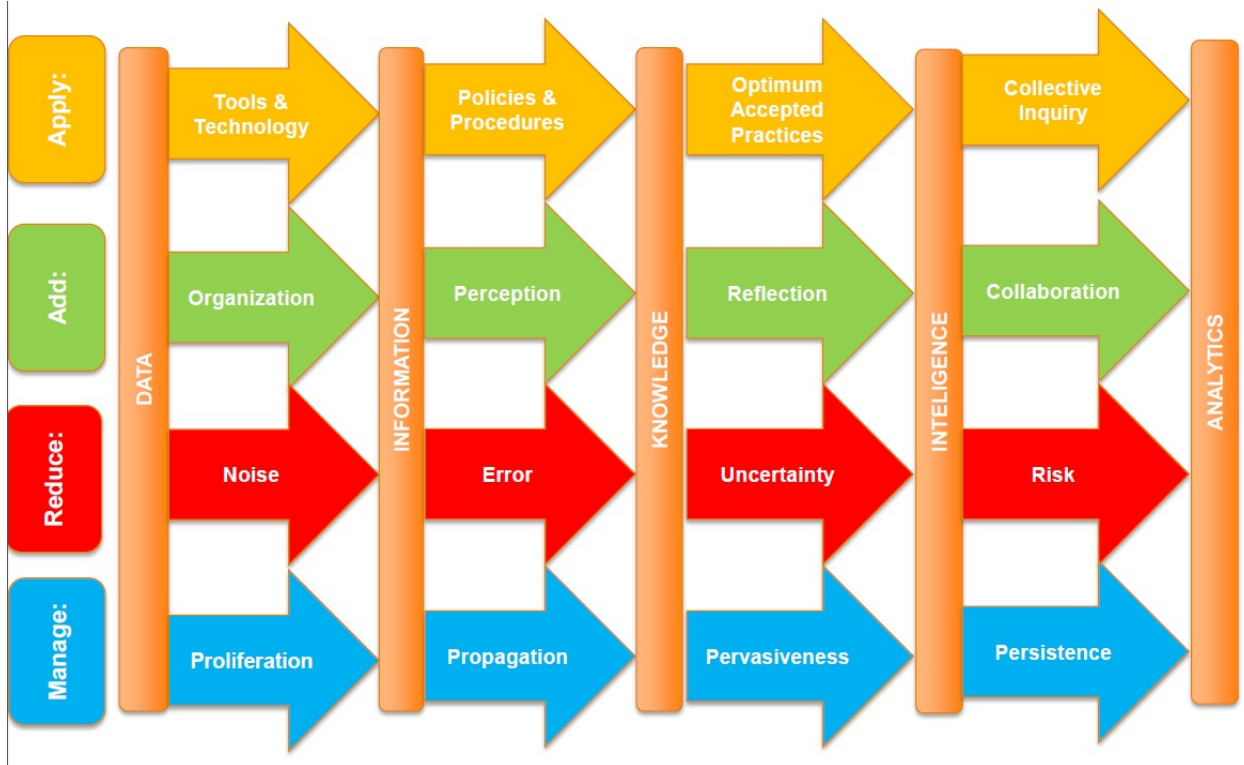 Apply:
Tools &
Technology
Policies &
Procedures
Optimum
Accepted
Practices
Collective
Inquiry
Add:
Organization
Perception
Reflection
Collaboration
Reduce:
Noise
Error
Uncertainty
Risk
Manage:
Proliferation
Propagation
Pervasiveness
Persistence
DATA
INFORMATION
KNOWLEDGE
INTELIGENCE
ANALYTICS